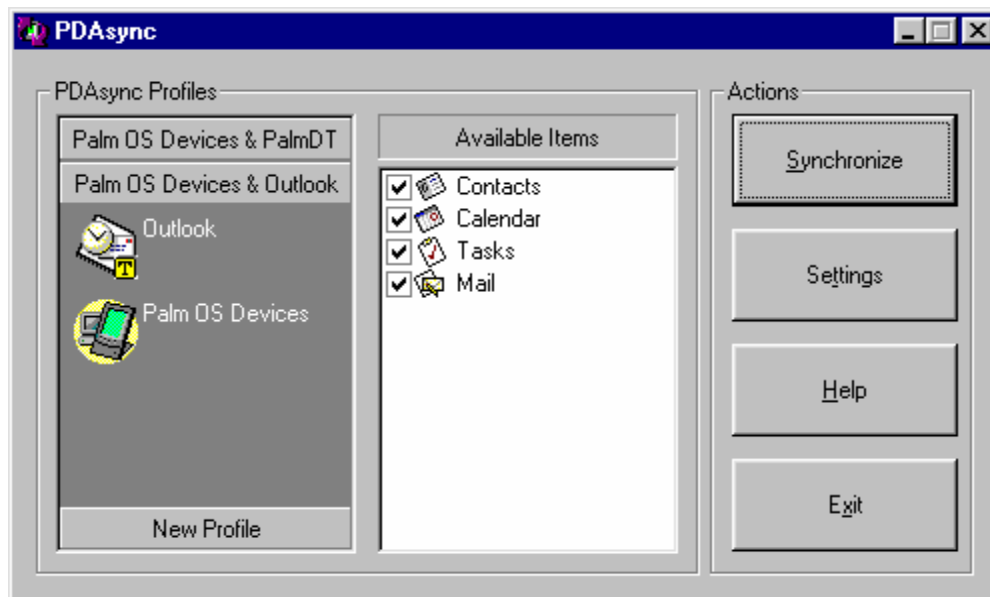 PDAsync
PDAsync Profiles
Palm OS Devices & PalmDT
Palm OS Devices & Outlook
Outlook
Palm OS Devices
New Profile
Available Items
Contacts
Calendar
Tasks
Mail
Actions
Synchronize
Settings
Help
Exit